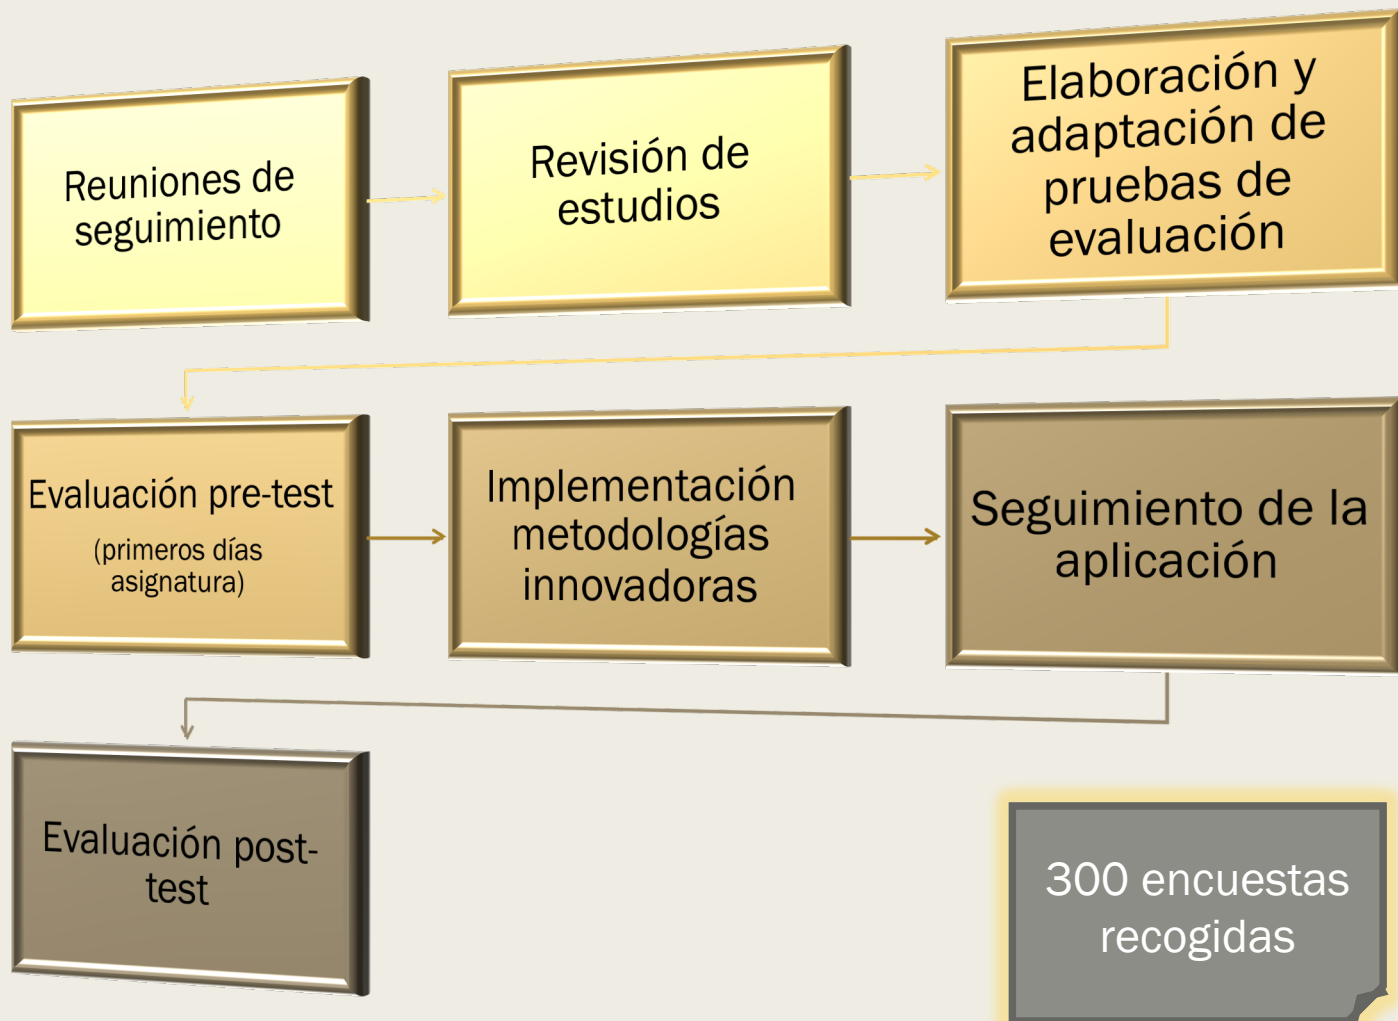 Reuniones de
seguimiento
Revisión de
estudios
Elaboración y
adaptación de
pruebas de
evaluación
Evaluación pre-test
(primeros días
asignatura)
Implementación
metodologías
innovadoras
Seguimiento de la
aplicación
Evaluación post-
test
300 encuestas
recogidas